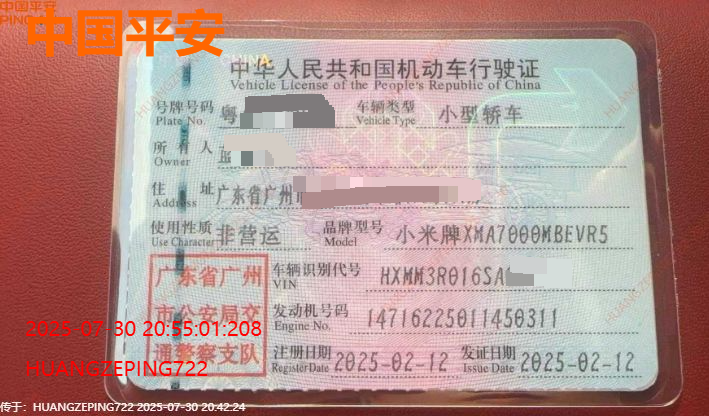 中国平安
PING
中国平安
CHINA
中华人民共和国机动车行驶证
Vehicle License of the People's Republic of China
号牌号码 粤 车辆类型 小型轿车
Plate No. Vehicle Type
所有人
Owner
住址 广东省广州市
Address
使用性质 非营运 品牌型号 小米牌XMA7000MBEVR5
Use Character Model
广东省广州市公安局交通警察支队
车辆识别代号 HXMM3R016SA
VIN
发动机号码 14716225011450311
Engine No.
注册日期 2025-02-12 发证日期 2025-02-12
Register Date Issue Date
2025-07-30 20:55:01:208
HUANGZEPING722
传于：HUANGZEPING722 2025-07-30 20:42:24